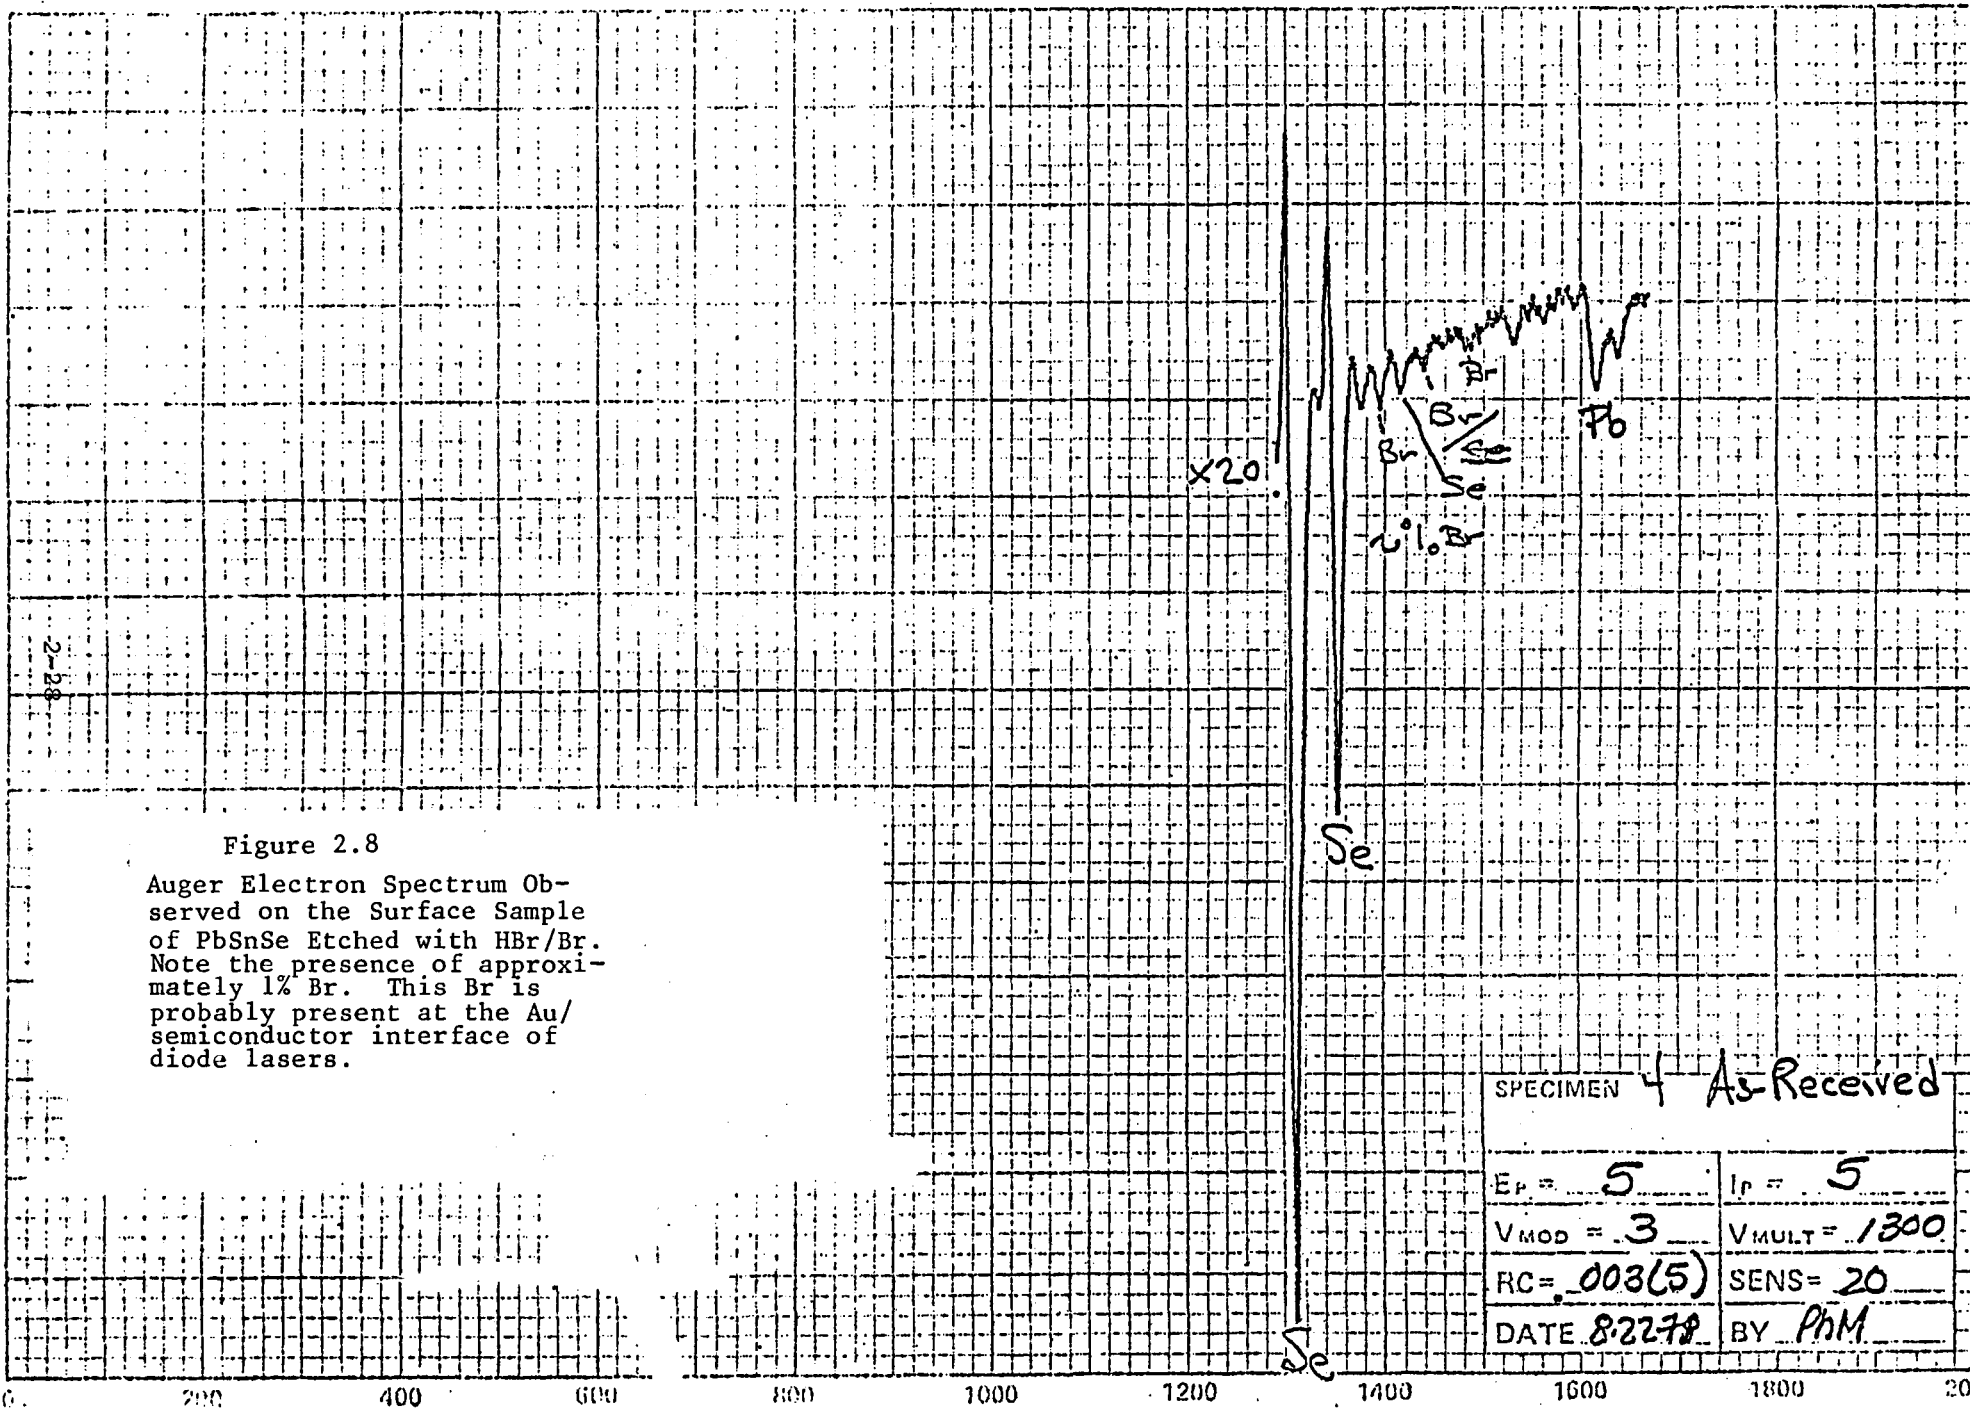 x20
Br
Br
Br
Se
Pb
Br
Se
Se
2-28
Figure 2.8
Auger Electron Spectrum Ob-
served on the Surface Sample
of PbSnSe Etched with HBr/Br.
Note the presence of approxi-
mately 1% Br. This Br is
probably present at the Au/
semiconductor interface of
diode lasers.
SPECIMEN 4 As-Received
EP = 5 IP = 5
VMOD = 3 VMULT = 1300
RC= .003(5) SENS= 20
DATE 8-22-78 BY PhM
0 200 400 600 800 1000 1200 1400 1600 1800 20